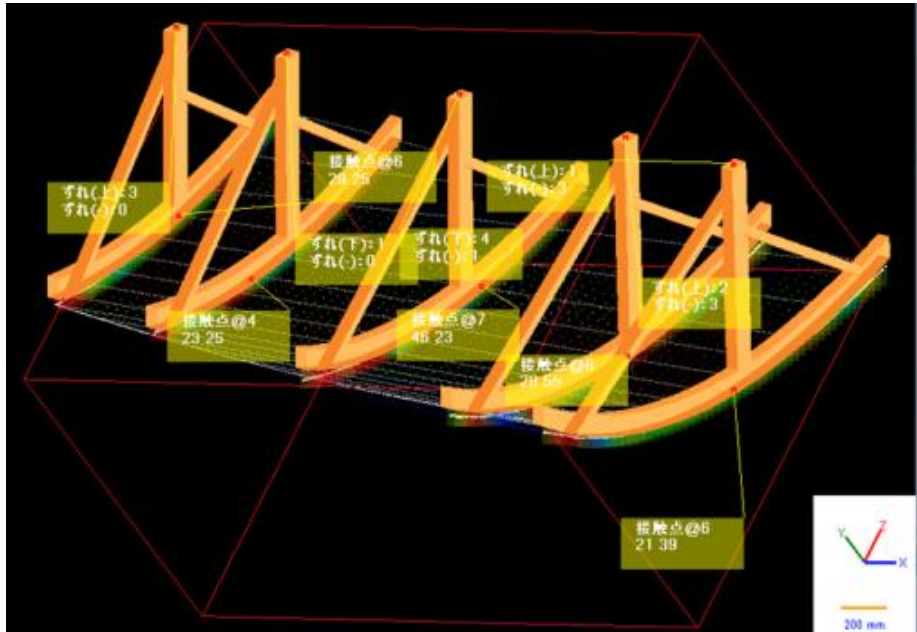 接触点@6
28 25
ずれ(上): 1
ずれ(-): 3
ずれ(上): 3
ずれ(-): 0
ずれ(下): 1
ずれ(-): 0
ずれ(下): 4
ずれ(-): 1
ずれ(上): 2
ずれ(-): 3
接触点@4
23 25
接触点@7
46 23
28 55
接触点@6
21 39
Y
Z
X
200 mm